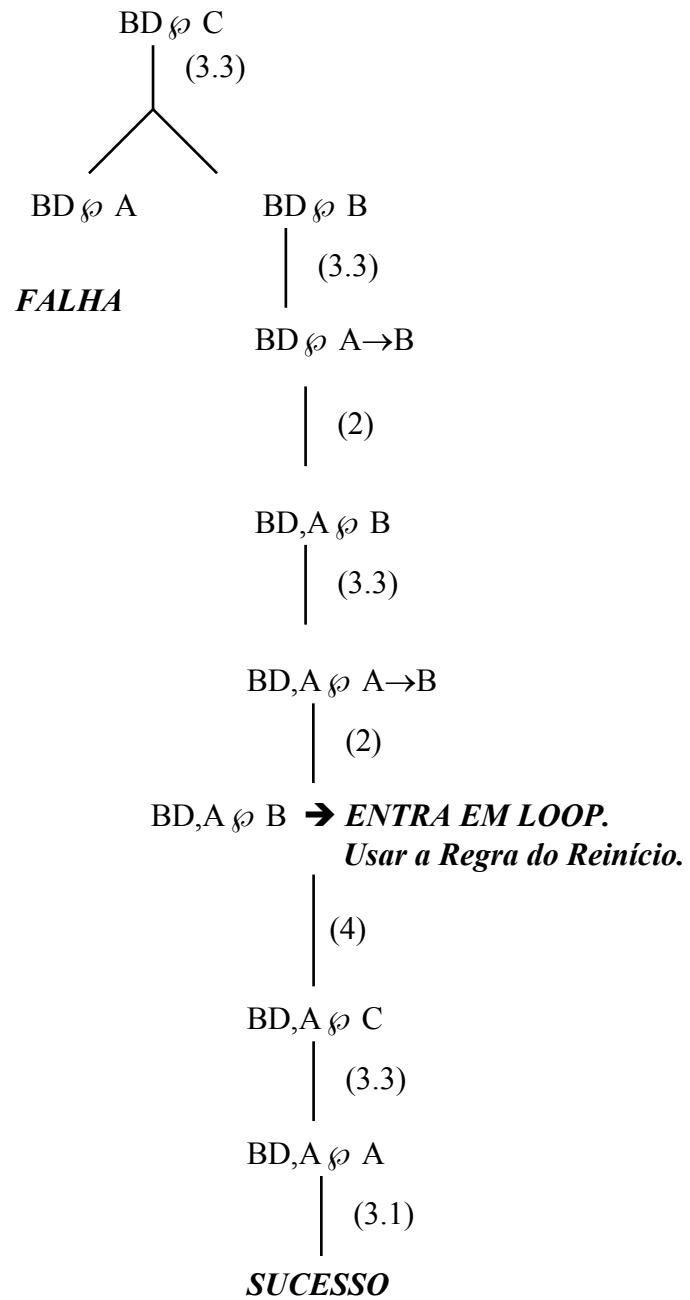 BD ℘ C
(3.3)
BD ℘ A BD ℘ B
(3.3)
FALHA
BD ℘ A→B
(2)
BD,A ℘ B
(3.3)
BD,A ℘ A→B
(2)
BD,A ℘ B ➔ ENTRA EM LOOP.
Usar a Regra do Reinício.
(4)
BD,A ℘ C
(3.3)
BD,A ℘ A
(3.1)
SUCESSO